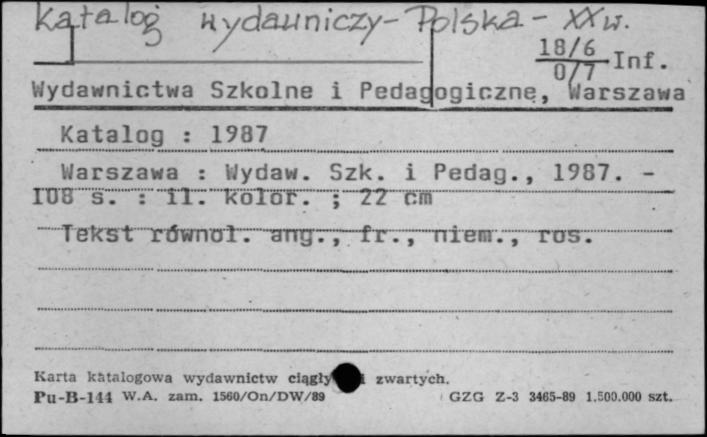 Katalog wydawniczy - Polska - XX w.
18/6
0/7 Inf.
Wydawnictwa Szkolne i Pedagogiczne, Warszawa
Katalog : 1987
Warszawa : Wydaw. Szk. i Pedag., 1987. -
108 s. : il. kolor. ; 22 cm
Tekst równol. ang., fr., niem., ros.
Karta katalogowa wydawnictw ciągły i zwartych.
Pu-B-144 W.A. zam. 1560/On/DW/89 GZG Z-3 3465-89 1.500.000 szt.